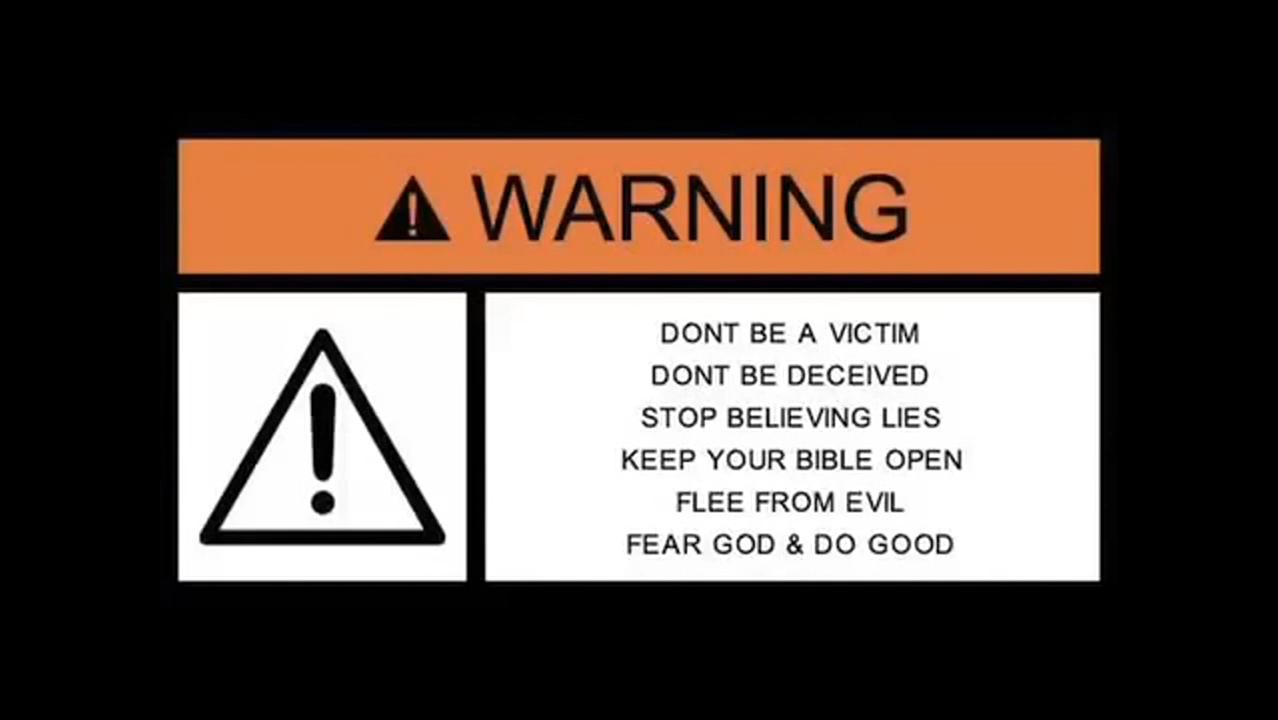 WARNING
DONT BE A VICTIM
DONT BE DECEIVED
STOP BELIEVING LIES
KEEP YOUR BIBLE OPEN
FLEE FROM EVIL
FEAR GOD & DO GOOD